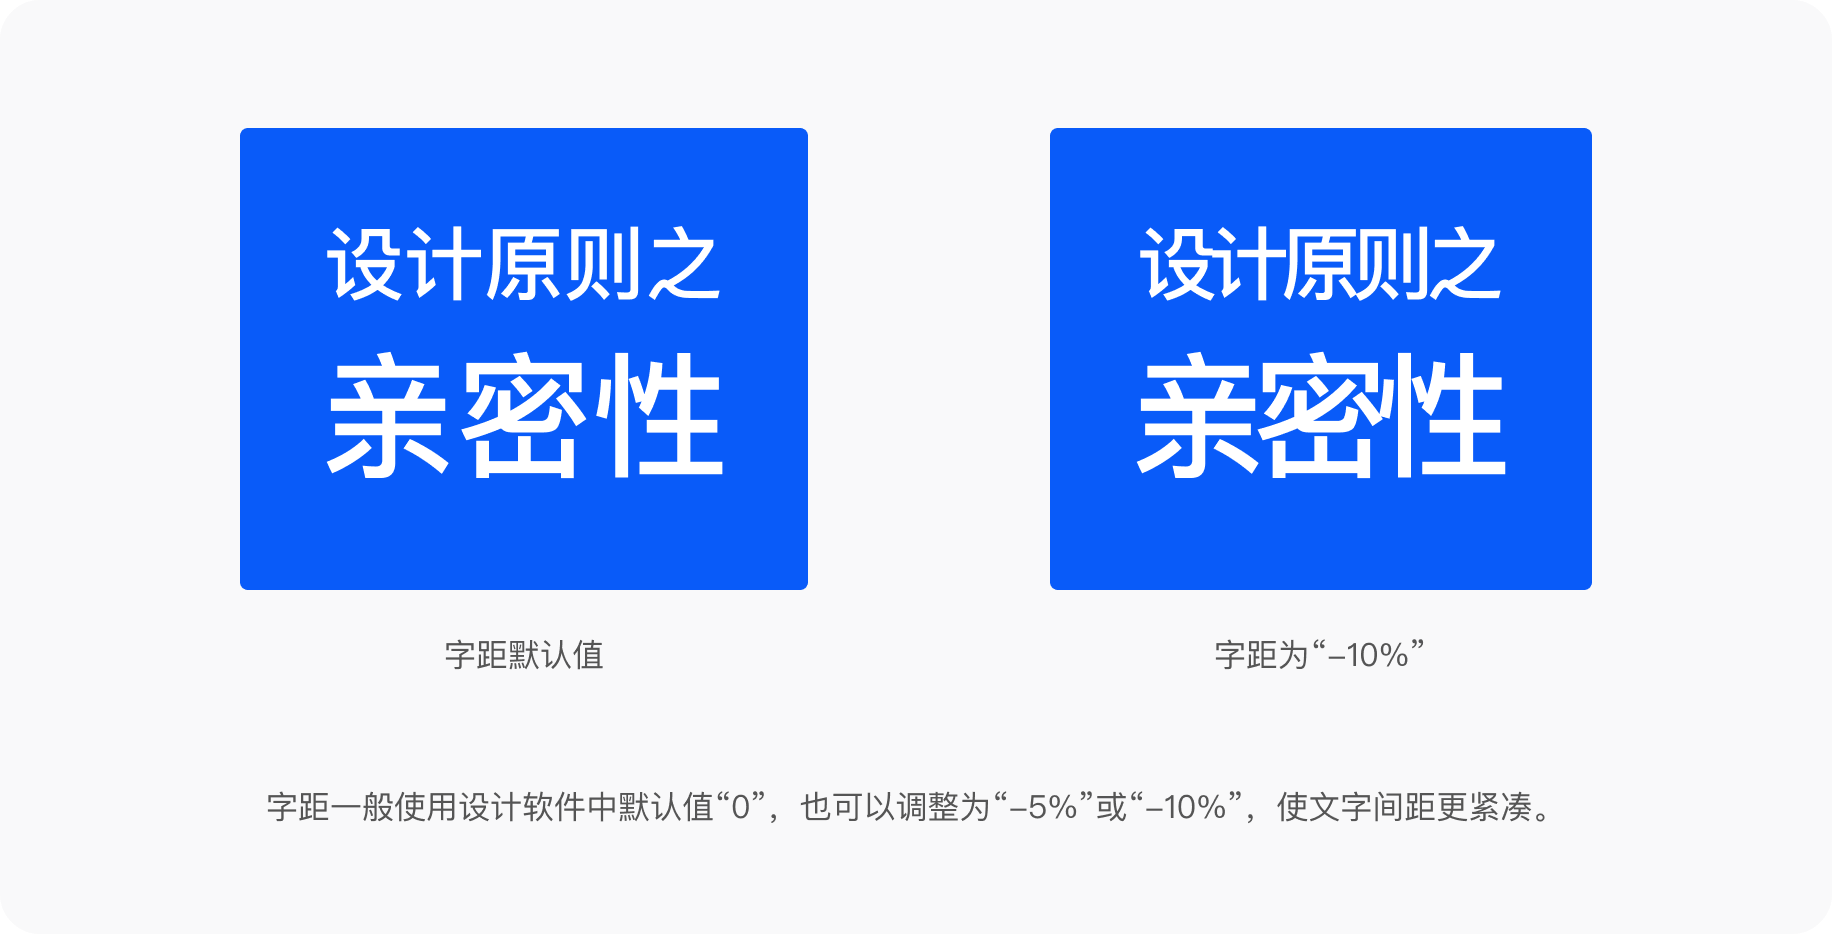 设计原则之
亲密性
字距默认值
设计原则之
亲密性
字距为“-10%”
字距一般使用设计软件中默认值“0”，也可以调整为“-5%”或“-10%”，使文字间距更紧凑。